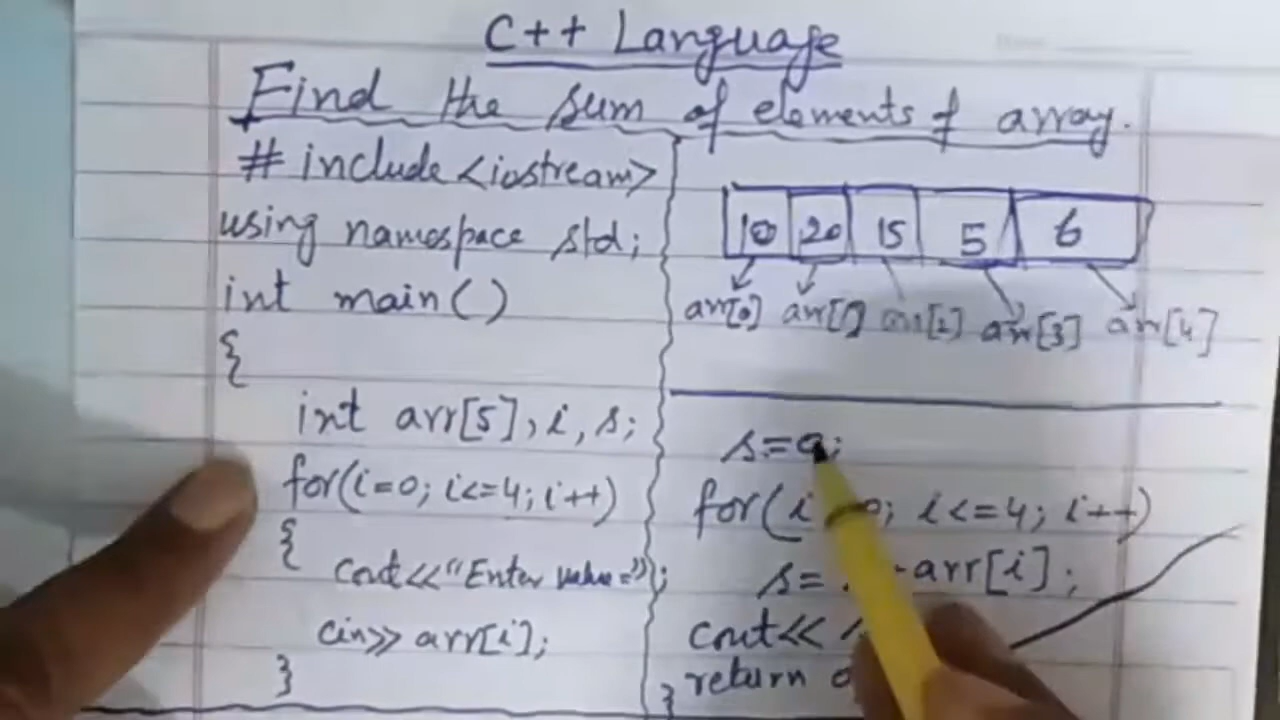 C++ Language
Find the sum of elements of array.
# include <iostream>
using namespace std;
int main()
{
int arr[5], i, s;
for(i=0; i<=4; i++)
{
cout<<"Enter value=");
cin>> arr[i];
}
10 20 15 5 6
arr[0] arr[1] arr[2] arr[3] arr[4]
s=0;
for(i 0; i<=4; i++)
s= arr[i];
cout<<
return
}